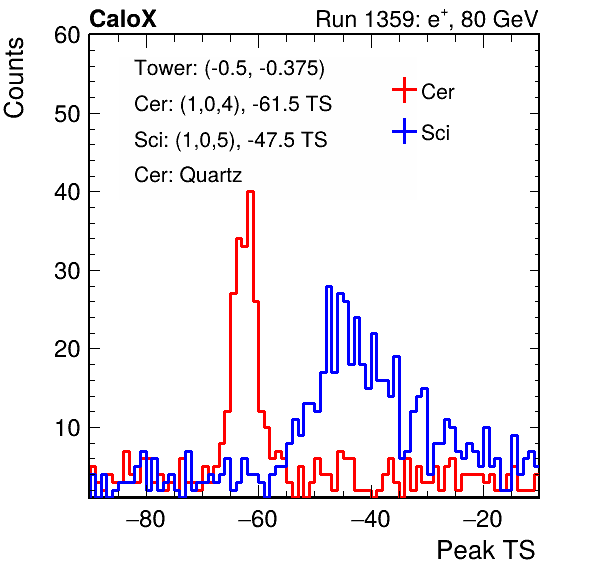 CaloX Run 1359: e⁺, 80 GeV
Counts
60
50
40
30
20
10
Tower: (-0.5, -0.375)
Cer: (1,0,4), -61.5 TS
Sci: (1,0,5), -47.5 TS
Cer: Quartz
Cer
Sci
−80 −60 −40 −20
Peak TS